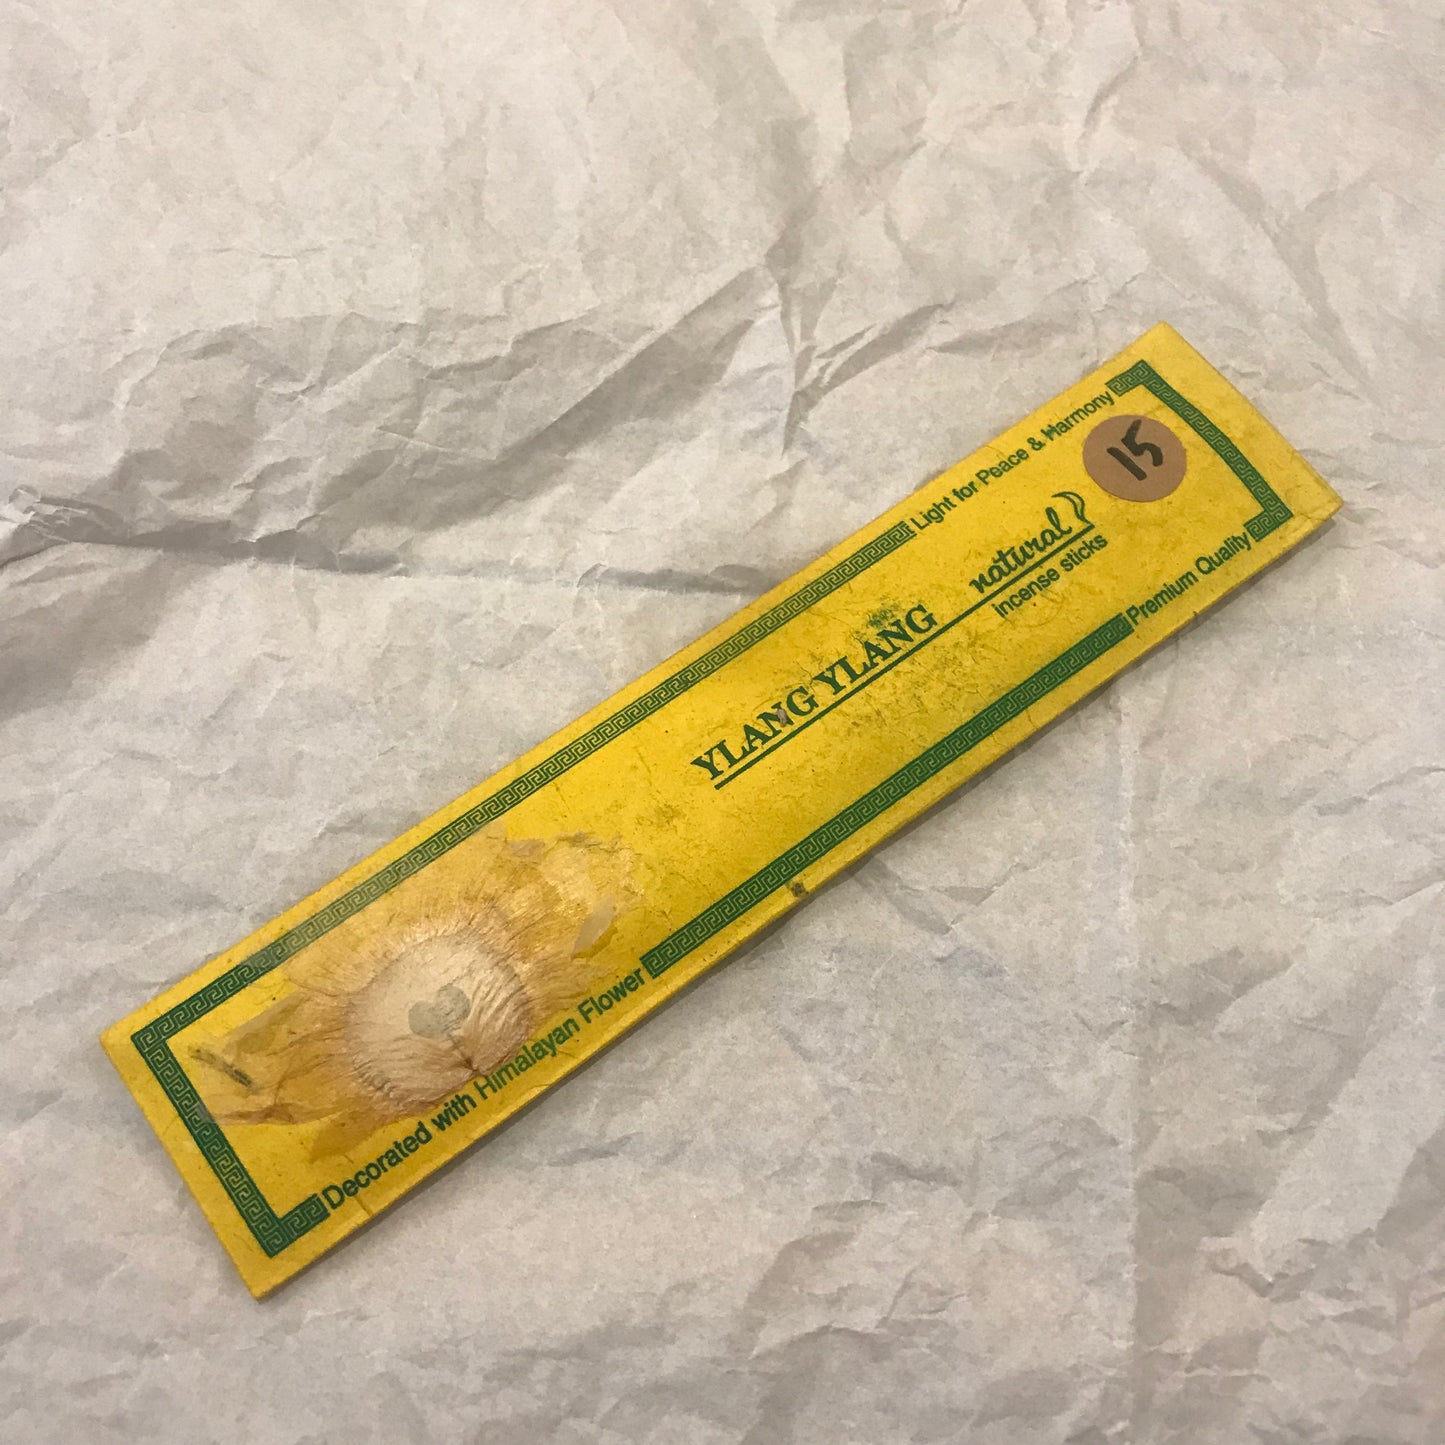 Light for Peace & Harmony
15
YLANG YLANG
natural
incense sticks
Premium Quality
Decorated with Himalayan Flower